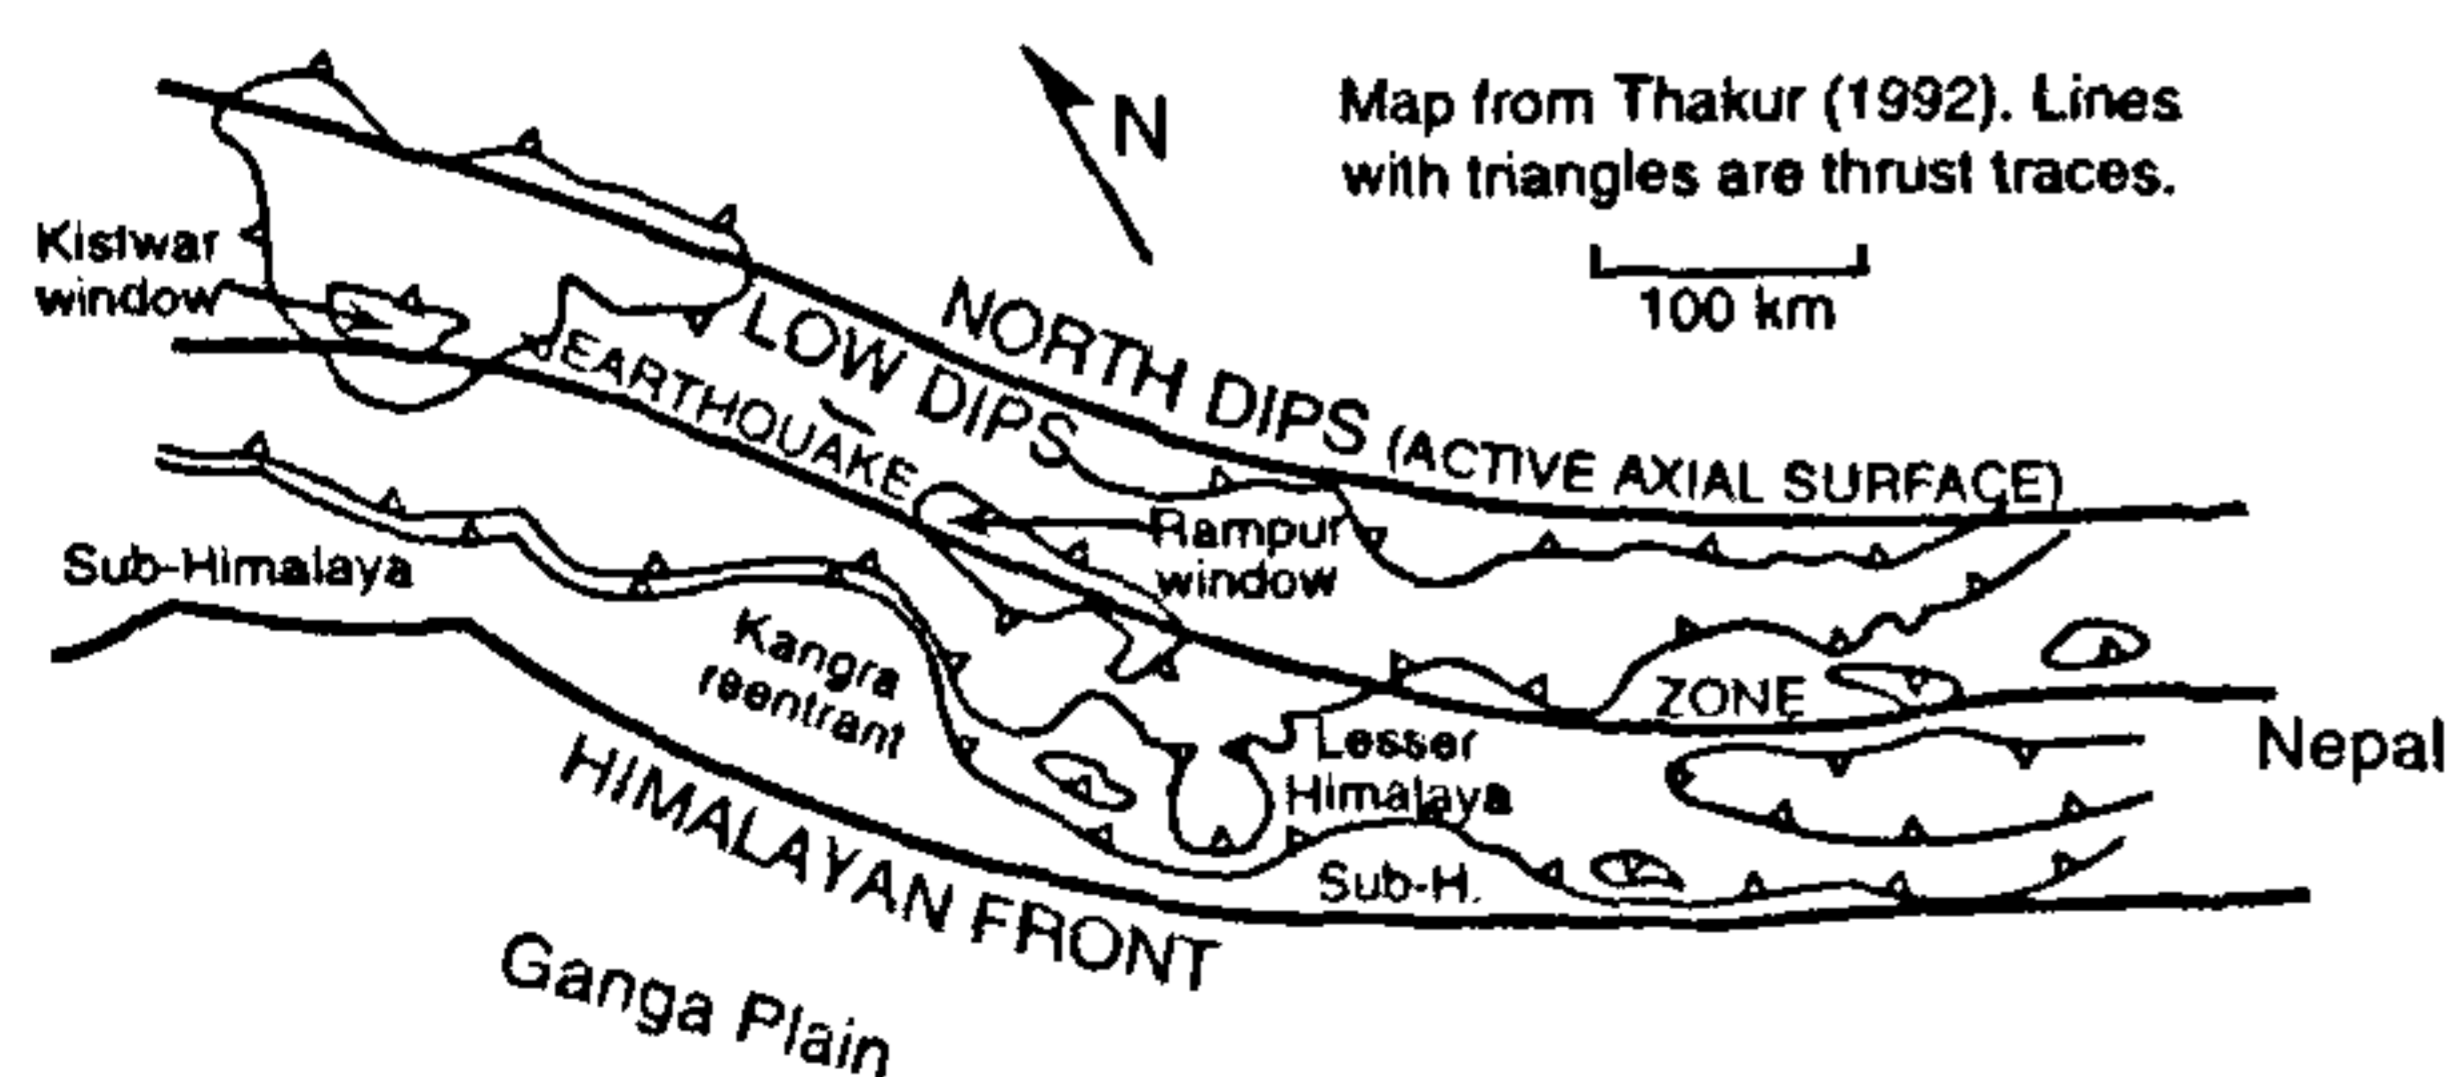 N
Map from Thakur (1992). Lines
with triangles are thrust traces.
100 km
Kistwar
window
NORTH DIPS (ACTIVE AXIAL SURFACE)
LOW DIPS
EARTHQUAKE
ZONE
Rampur
window
Sub-Himalaya
Kangra
reentrant
Lesser
Himalaya
Nepal
Sub-H.
HIMALAYAN FRONT
Ganga Plain